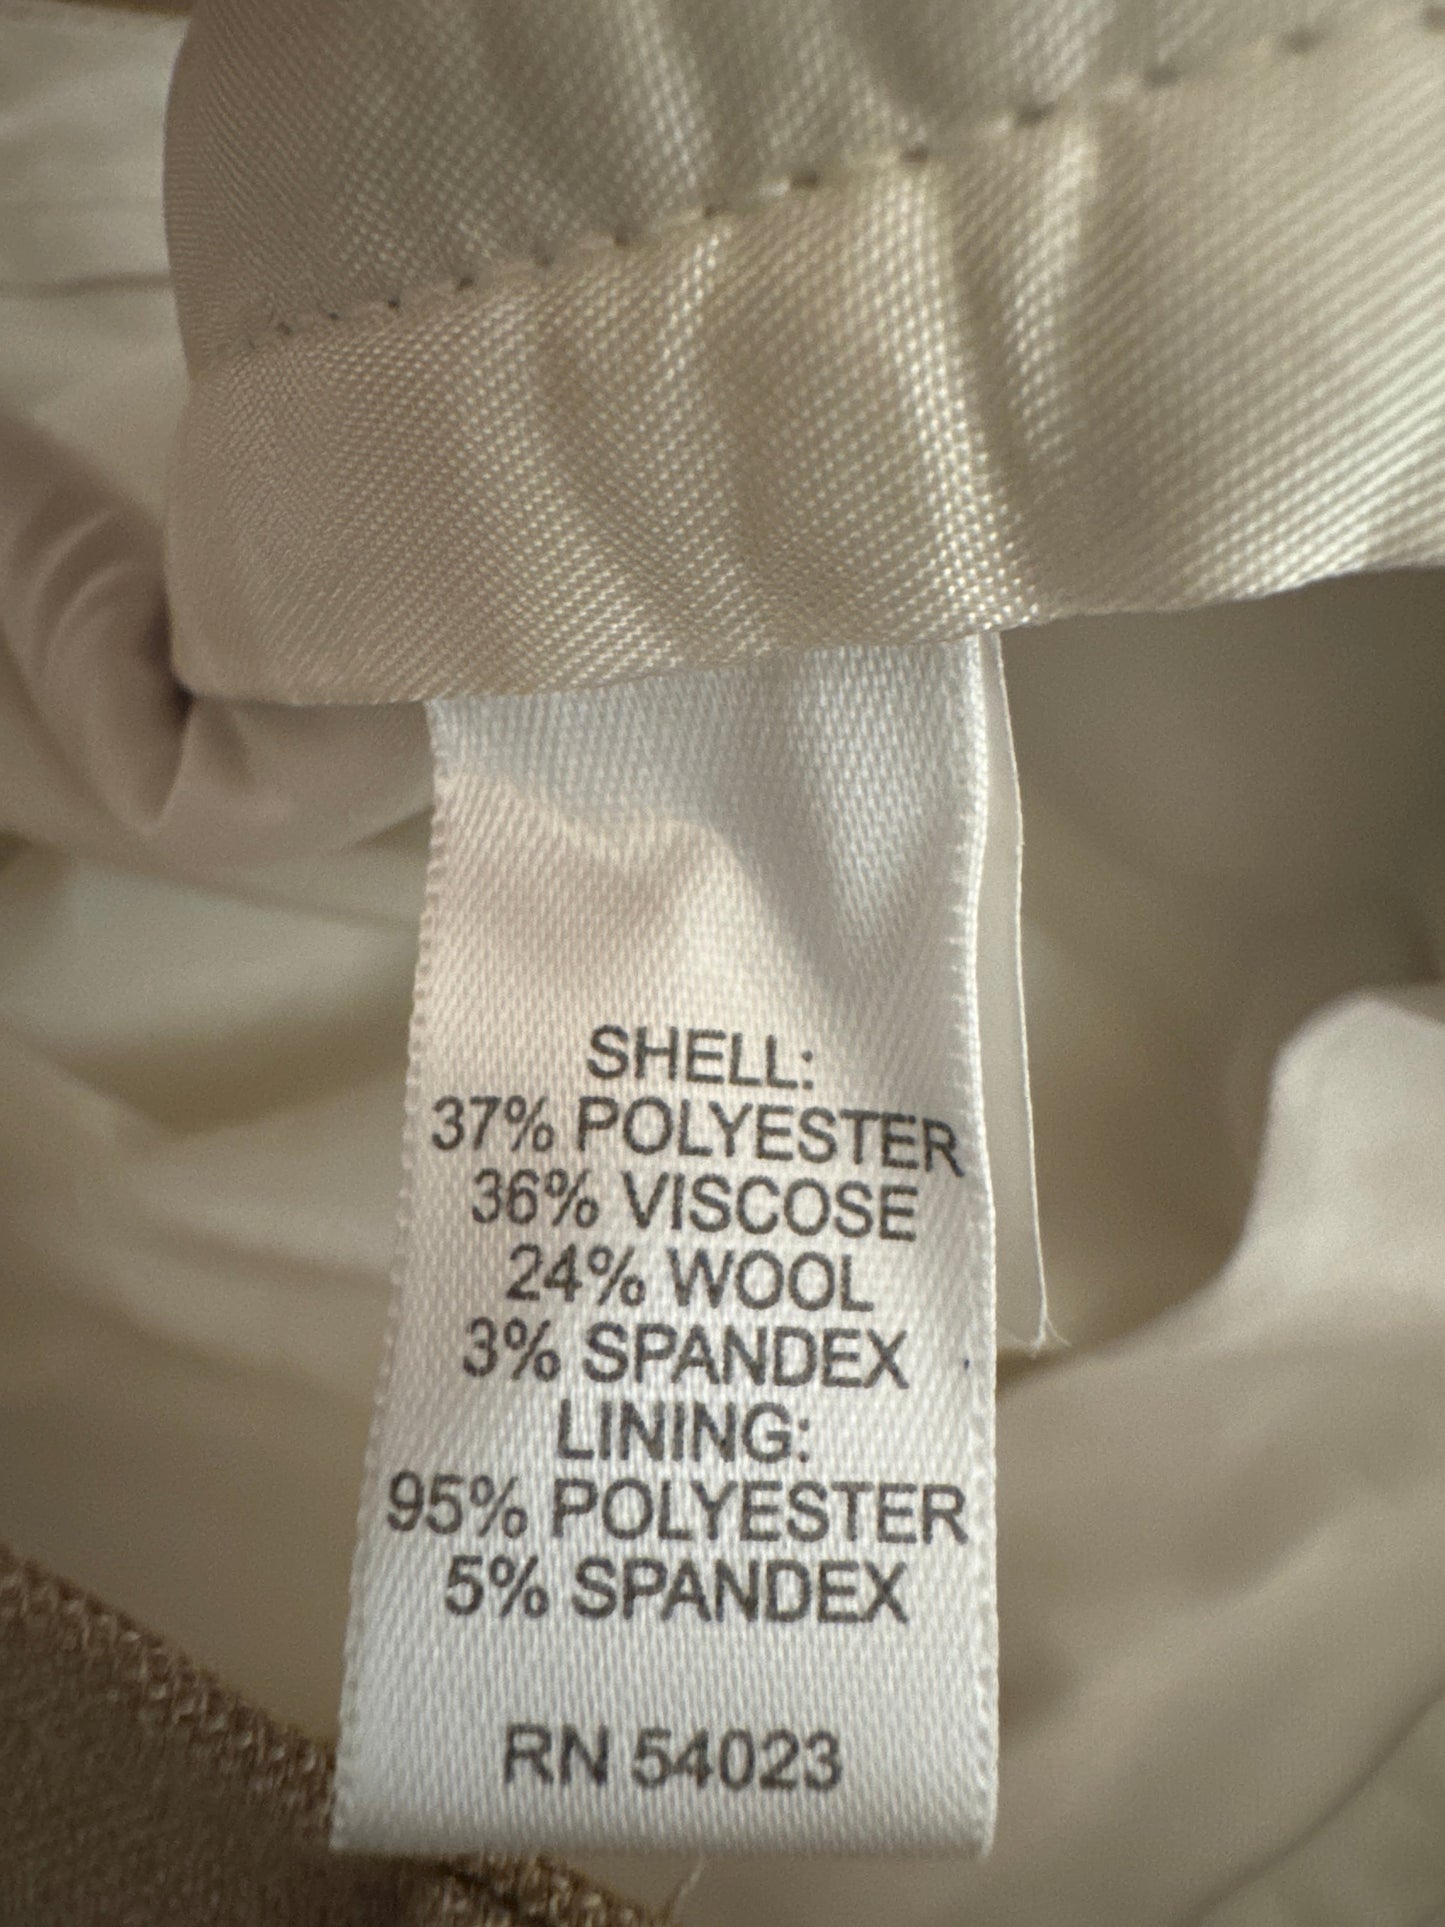 SHELL:
37% POLYESTER
36% VISCOSE
24% WOOL
3% SPANDEX
LINING:
95% POLYESTER
5% SPANDEX
RN 54023